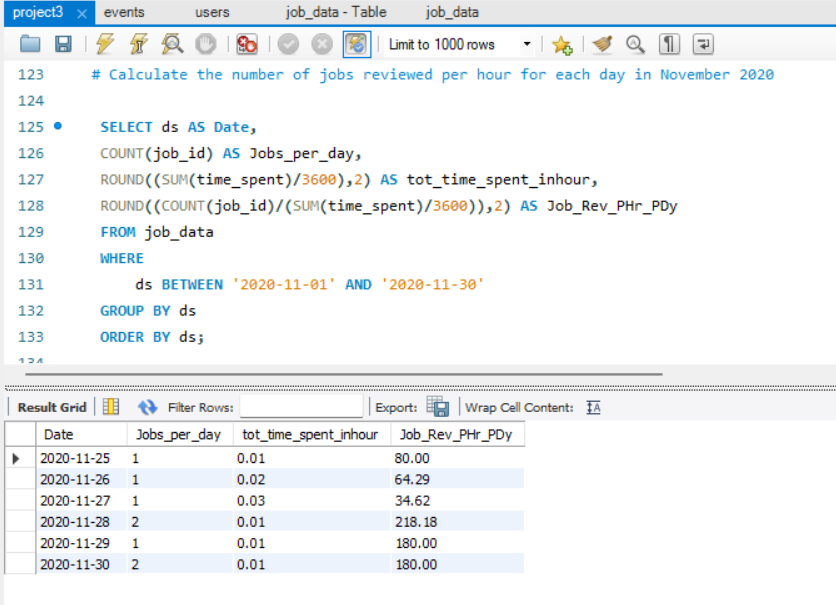 project3 × events users job_data - Table job_data
Limit to 1000 rows
123 # Calculate the number of jobs reviewed per hour for each day in November 2020
124
125 SELECT ds AS Date,
126 COUNT(job_id) AS Jobs_per_day,
127 ROUND((SUM(time_spent)/3600),2) AS tot_time_spent_inhour,
128 ROUND((COUNT(job_id)/(SUM(time_spent)/3600)),2) AS Job_Rev_PHr_PDy
129 FROM job_data
130 WHERE
131 ds BETWEEN '2020-11-01' AND '2020-11-30'
132 GROUP BY ds
133 ORDER BY ds;
134
Result Grid Filter Rows: Export: Wrap Cell Content: IA
Date Jobs_per_day tot_time_spent_inhour Job_Rev_PHr_PDy
2020-11-25 1 0.01 80.00
2020-11-26 1 0.02 64.29
2020-11-27 1 0.03 34.62
2020-11-28 2 0.01 218.18
2020-11-29 1 0.01 180.00
2020-11-30 2 0.01 180.00